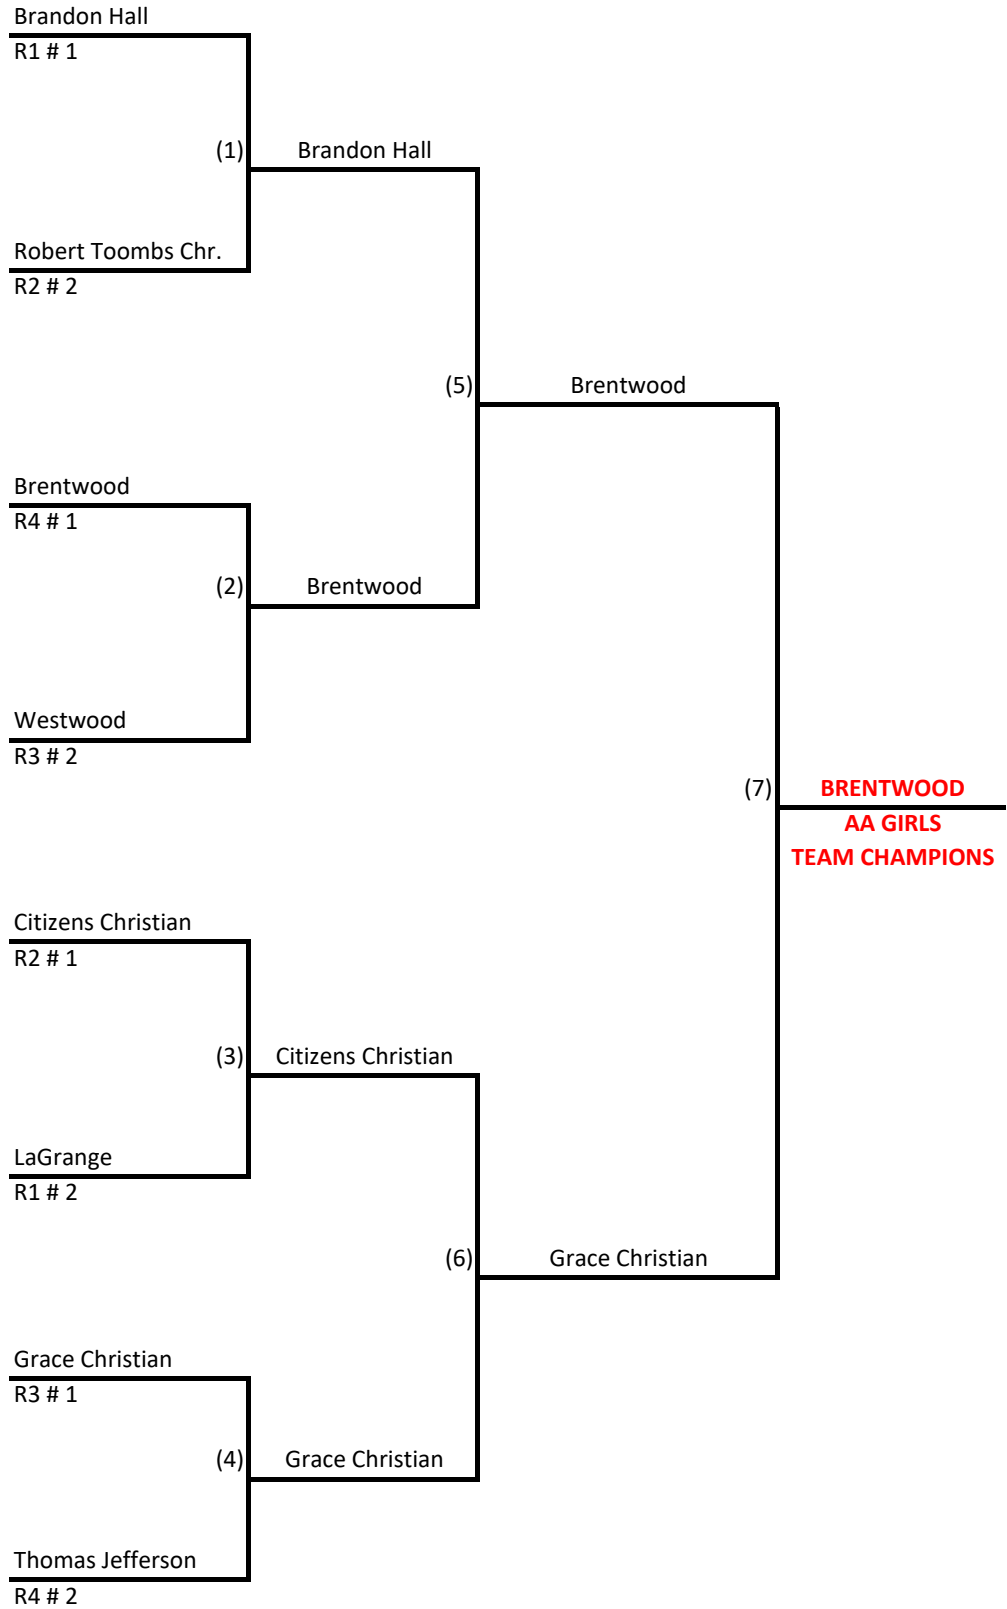 Brandon Hall
R1 # 1
(1)
Brandon Hall
Robert Toombs Chr.
R2 # 2
(5)
Brentwood
Brentwood
R4 # 1
(2)
Brentwood
Westwood
R3 # 2
(7)
BRENTWOOD
AA GIRLS
TEAM CHAMPIONS
Citizens Christian
R2 # 1
(3)
Citizens Christian
LaGrange
R1 # 2
(6)
Grace Christian
Grace Christian
R3 # 1
(4)
Grace Christian
Thomas Jefferson
R4 # 2